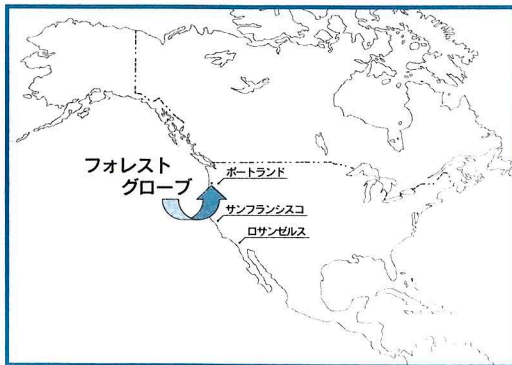 フォレスト
グローブ
ポートランド
サンフランシスコ
ロサンゼルス